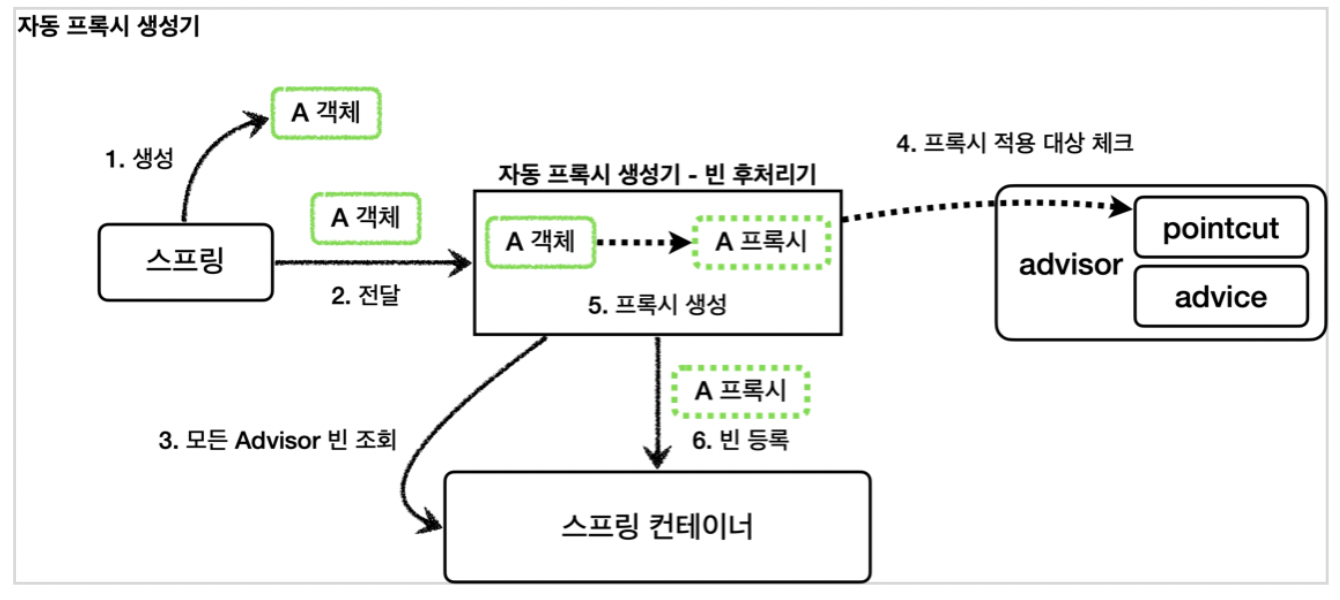 자동 프록시 생성기
A 객체
1. 생성
스프링
A 객체
2. 전달
자동 프록시 생성기 - 빈 후처리기
A 객체
A 프록시
5. 프록시 생성
4. 프록시 적용 대상 체크
advisor
pointcut
advice
3. 모든 Advisor 빈 조회
A 프록시
6. 빈 등록
스프링 컨테이너